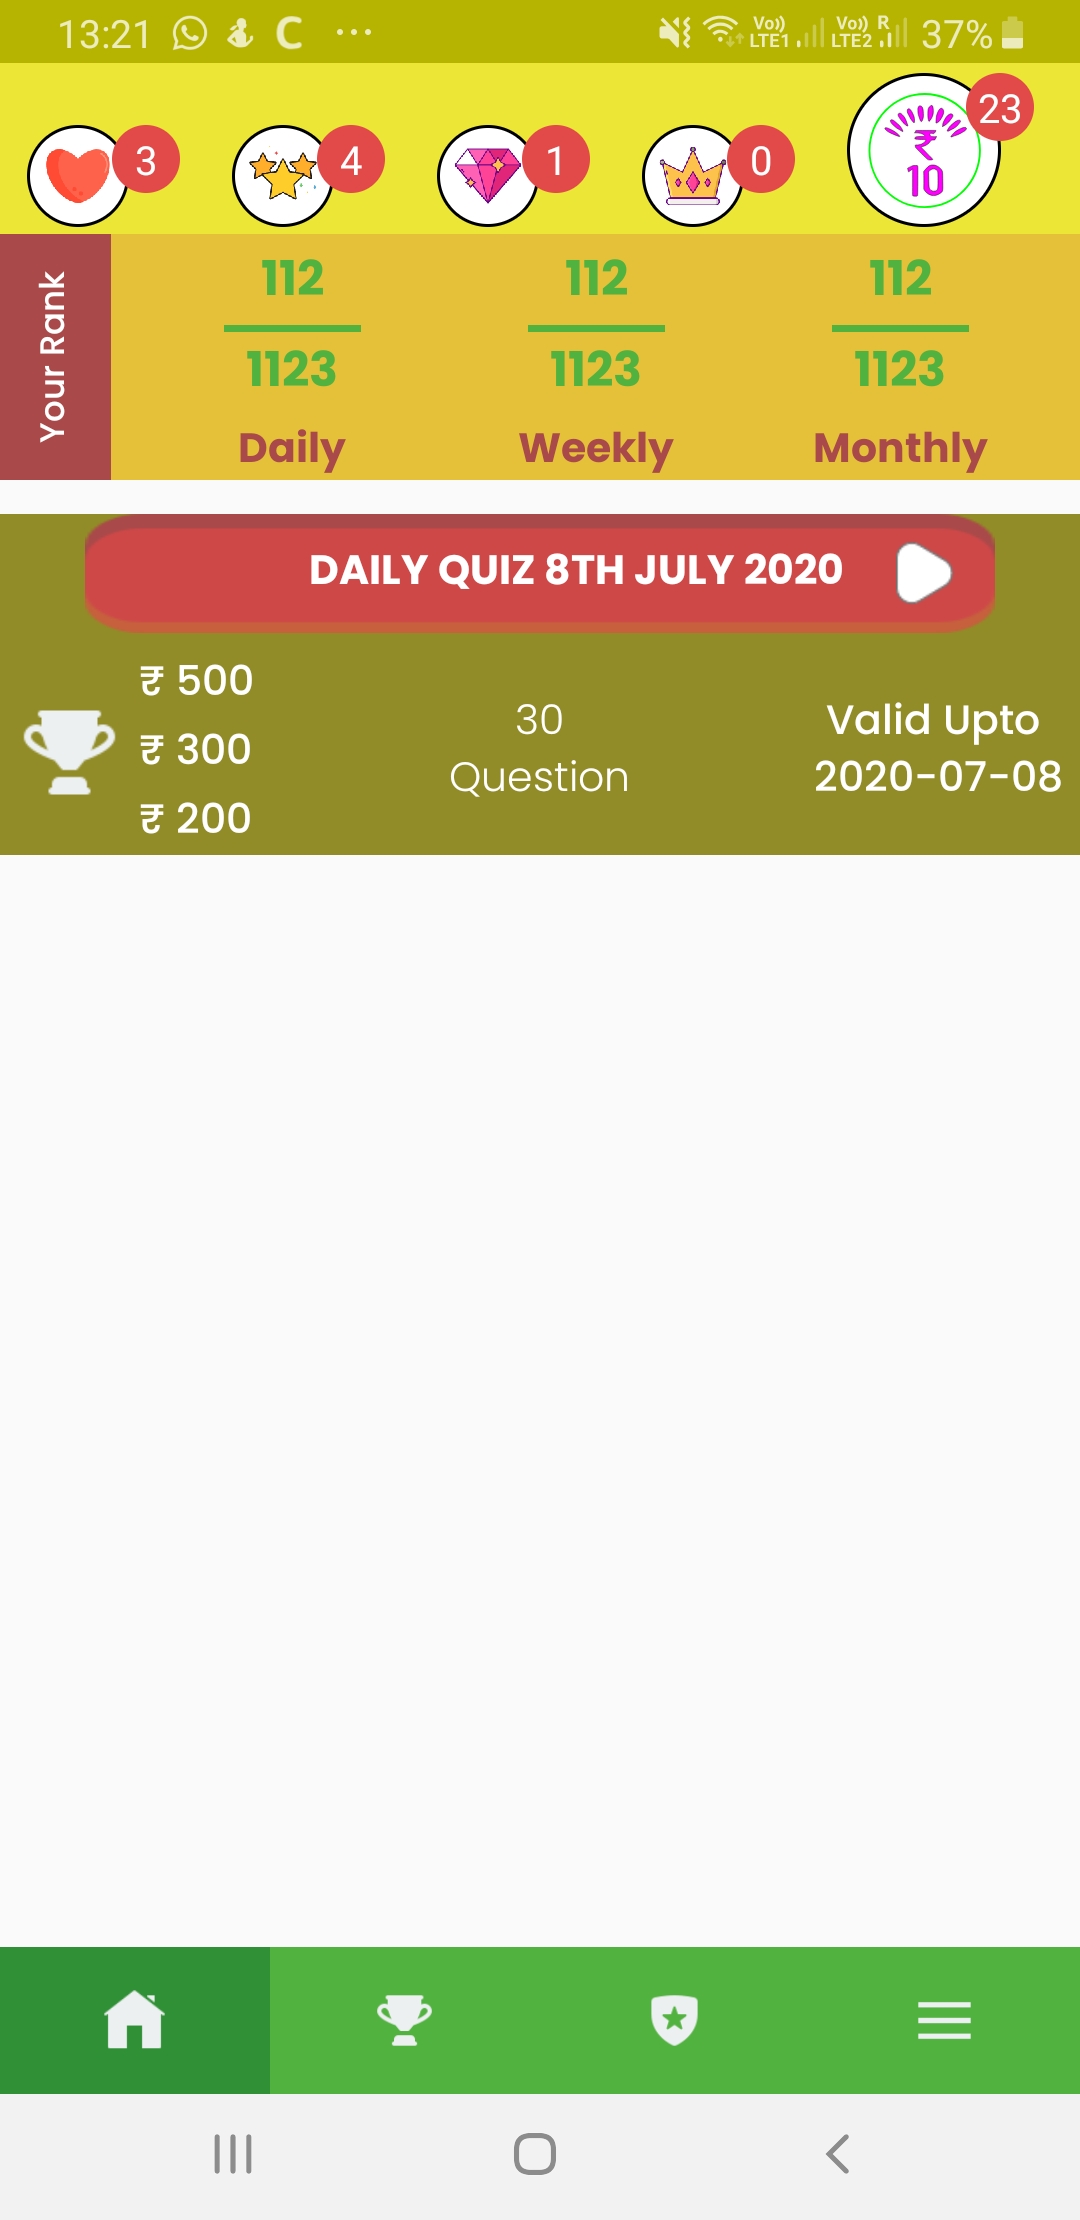 13:21 C ... Vo)) LTE1 Vo)) LTE2 R 37%
3 4 1 0 23
₹
10
Your Rank
112 112 112
1123 1123 1123
Daily Weekly Monthly
DAILY QUIZ 8TH JULY 2020
₹ 500
₹ 300
₹ 200
30
Question
Valid Upto
2020-07-08